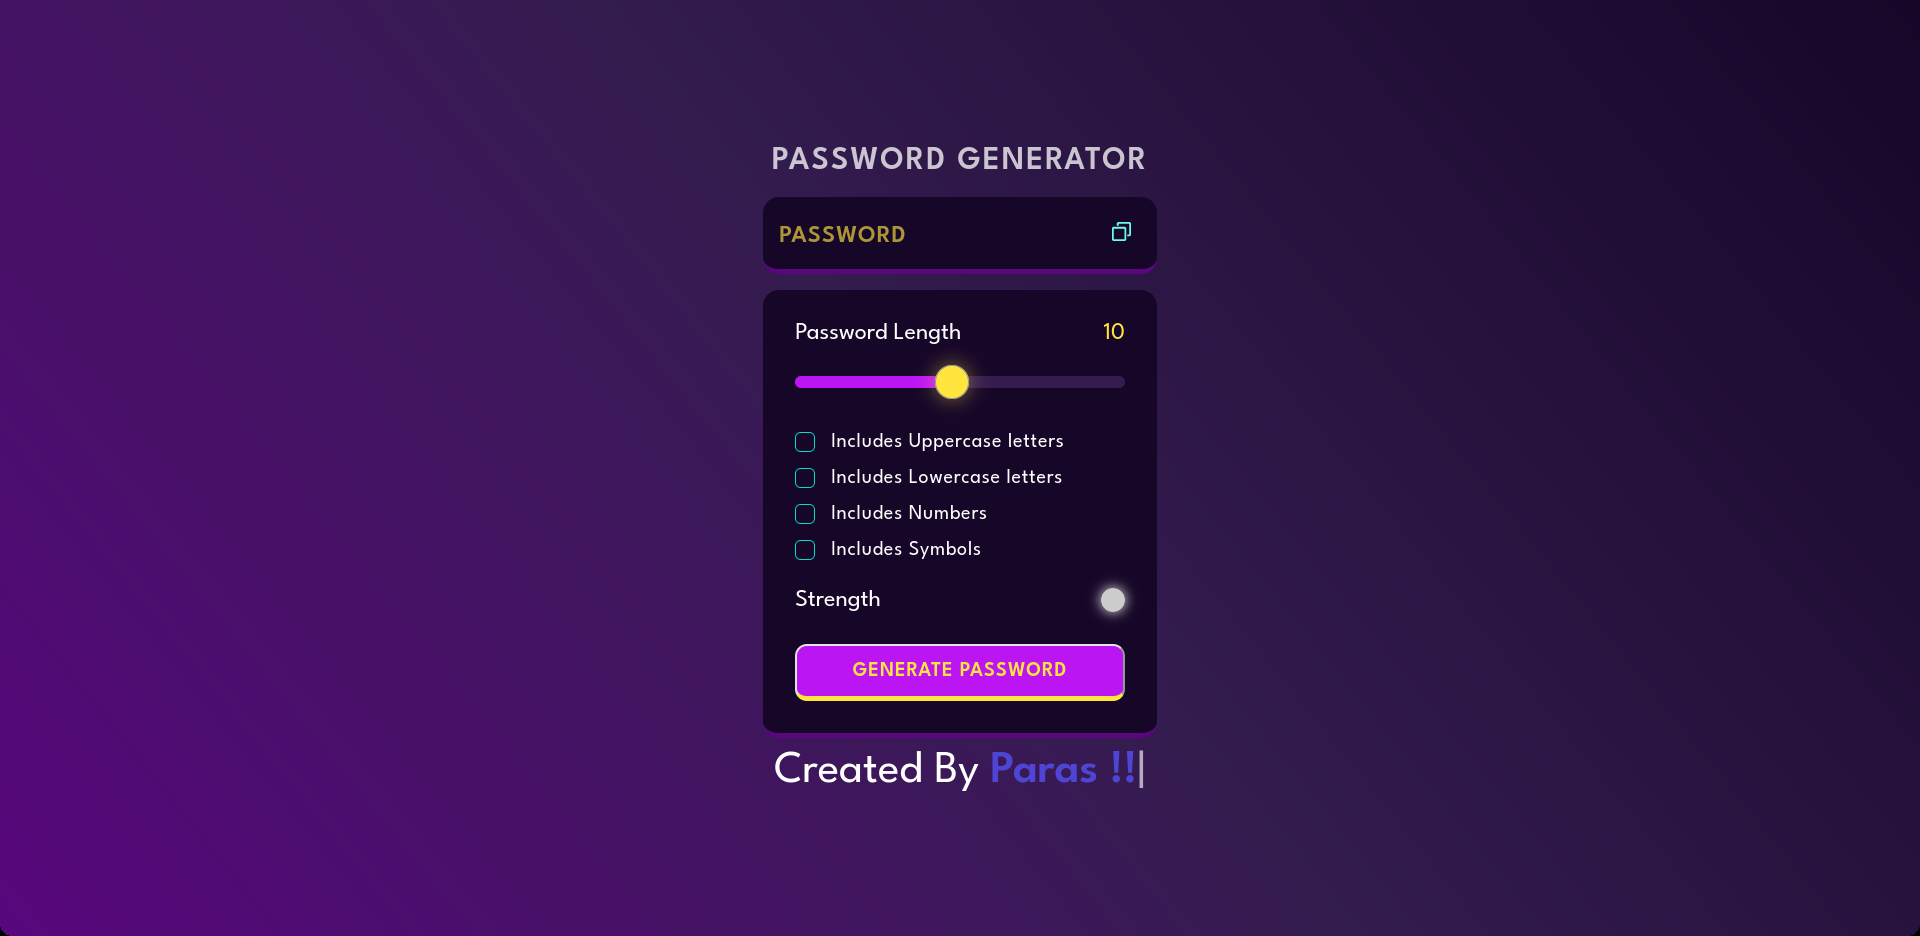 PASSWORD GENERATOR
PASSWORD
Password Length 10
Includes Uppercase letters
Includes Lowercase letters
Includes Numbers
Includes Symbols
Strength
GENERATE PASSWORD
Created By Paras !!|